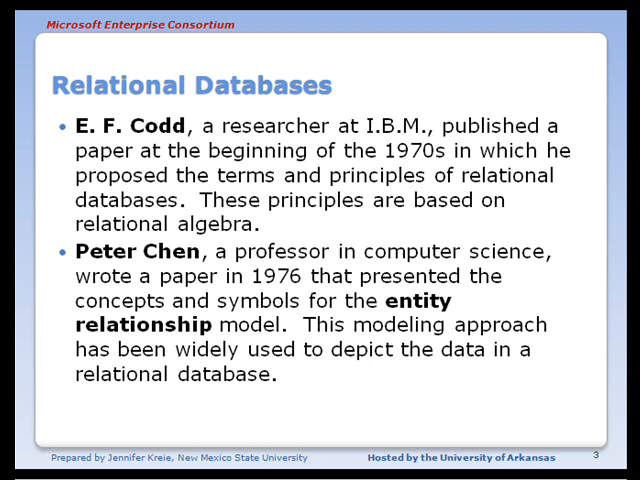 Microsoft Enterprise Consortium
Relational Databases
• E. F. Codd, a researcher at I.B.M., published a
paper at the beginning of the 1970s in which he
proposed the terms and principles of relational
databases.  These principles are based on
relational algebra.
• Peter Chen, a professor in computer science,
wrote a paper in 1976 that presented the
concepts and symbols for the entity
relationship model.  This modeling approach
has been widely used to depict the data in a
relational database.
Prepared by Jennifer Kreie, New Mexico State University Hosted by the University of Arkansas 3